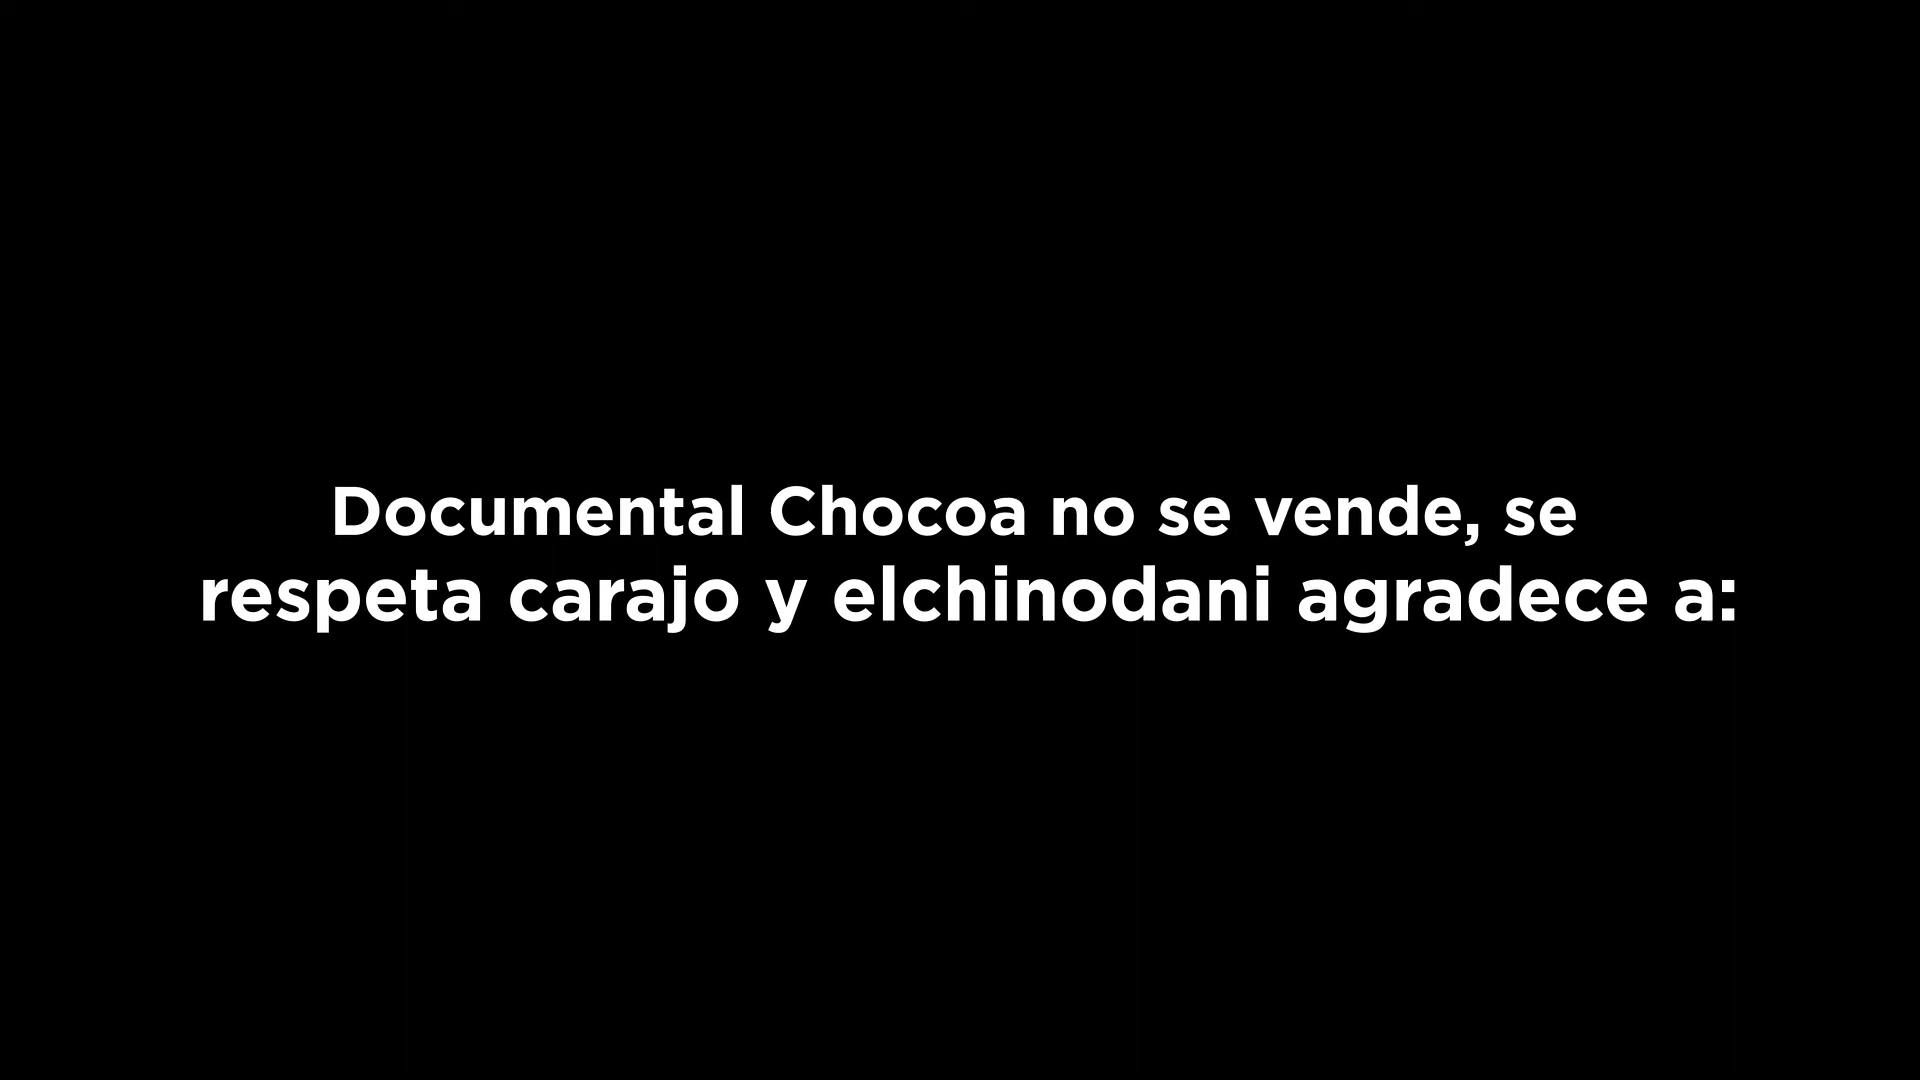 Documental Chocoa no se vende, se
respeta carajo y elchinodani agradece a: